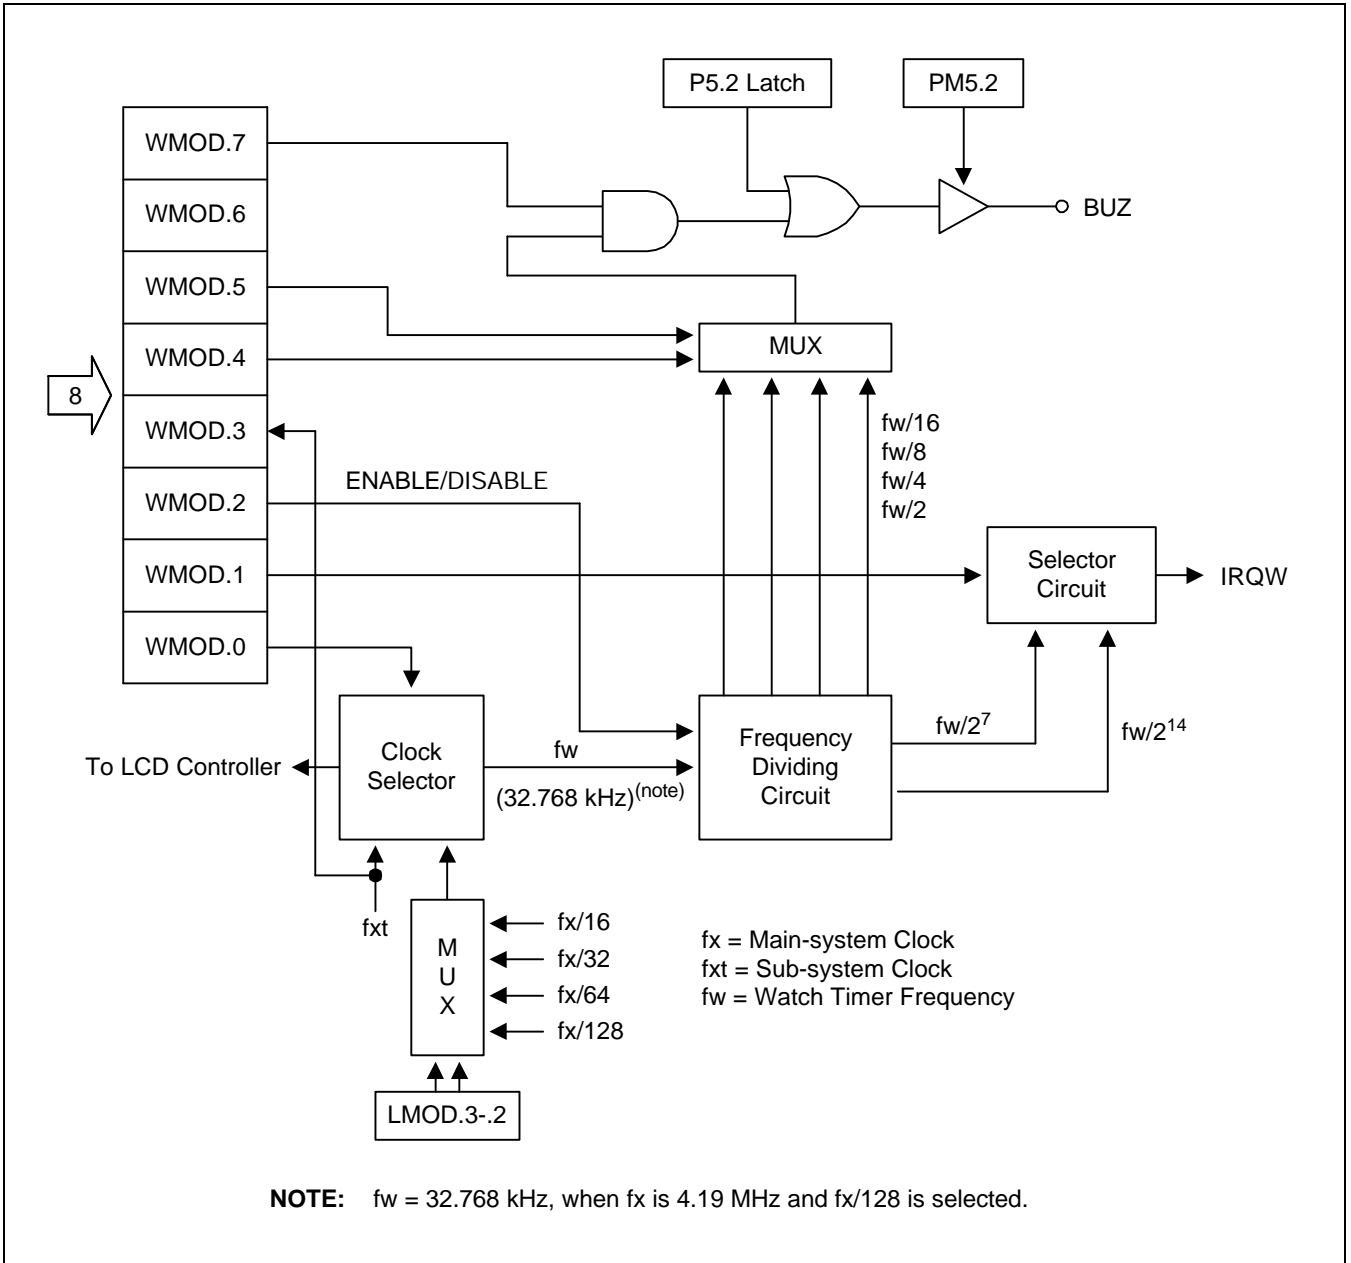 P5.2 Latch
PM5.2
WMOD.7
WMOD.6
BUZ
WMOD.5
WMOD.4
MUX
8
WMOD.3
fw/16
fw/8
fw/4
fw/2
WMOD.2
ENABLE/DISABLE
WMOD.1
Selector
Circuit
IRQW
WMOD.0
To LCD Controller
Clock
Selector
fw
(32.768 kHz)(note)
Frequency
Dividing
Circuit
fw/2⁷
fw/2¹⁴
fxt
M
U
X
fx/16
fx/32
fx/64
fx/128
fx = Main-system Clock
fxt = Sub-system Clock
fw = Watch Timer Frequency
LMOD.3-.2
NOTE: fw = 32.768 kHz, when fx is 4.19 MHz and fx/128 is selected.